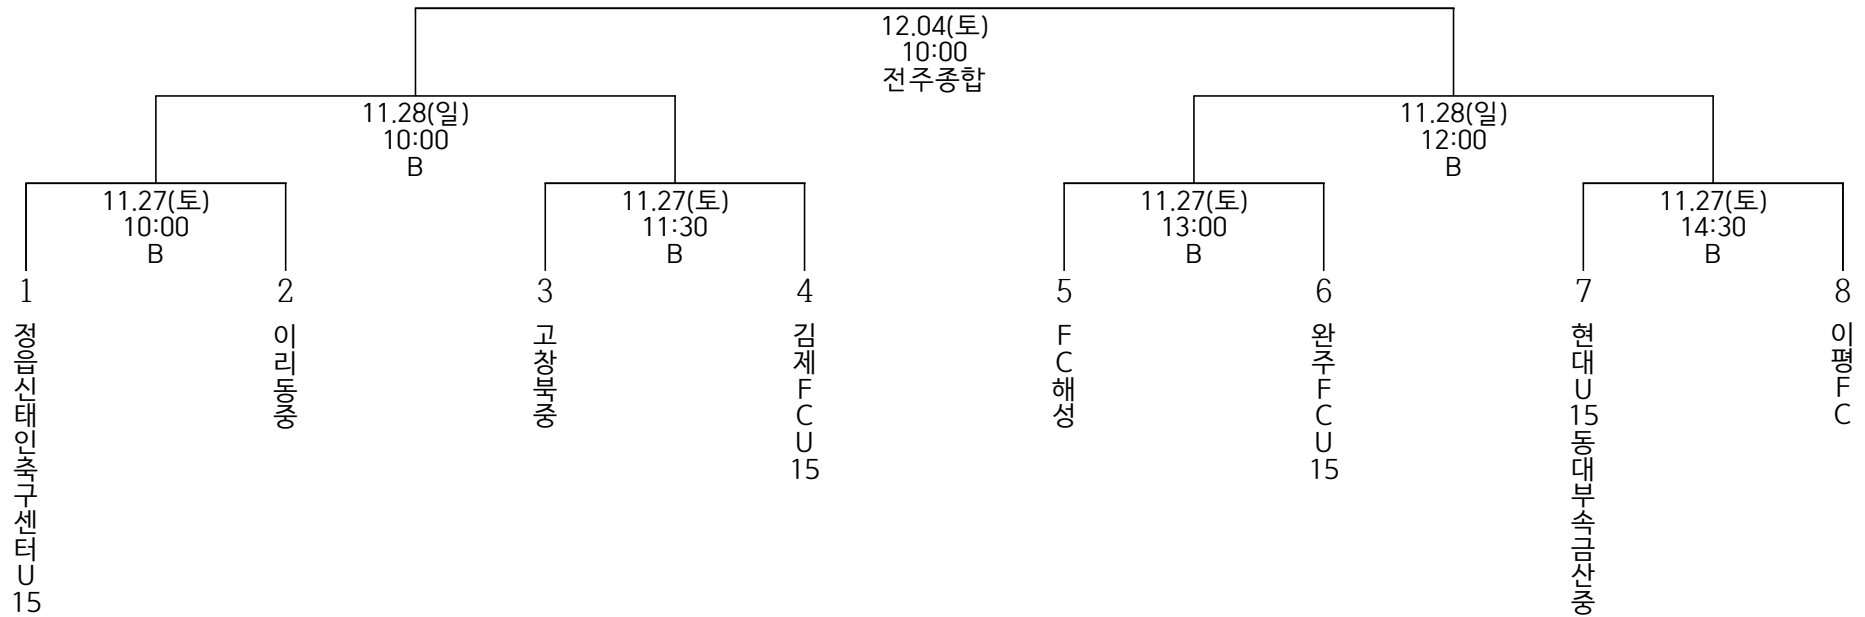 12.04(토)
10:00
전주종합
11.28(일)
10:00
B
11.28(일)
12:00
B
11.27(토)
10:00
B
11.27(토)
11:30
B
11.27(토)
13:00
B
11.27(토)
14:30
B
1
정읍신태인축구센터U15
2
이리동중
3
고창북중
4
김제FCU15
5
FC해성
6
완주FCU15
7
현대U15동대부속금산중
8
이평FC